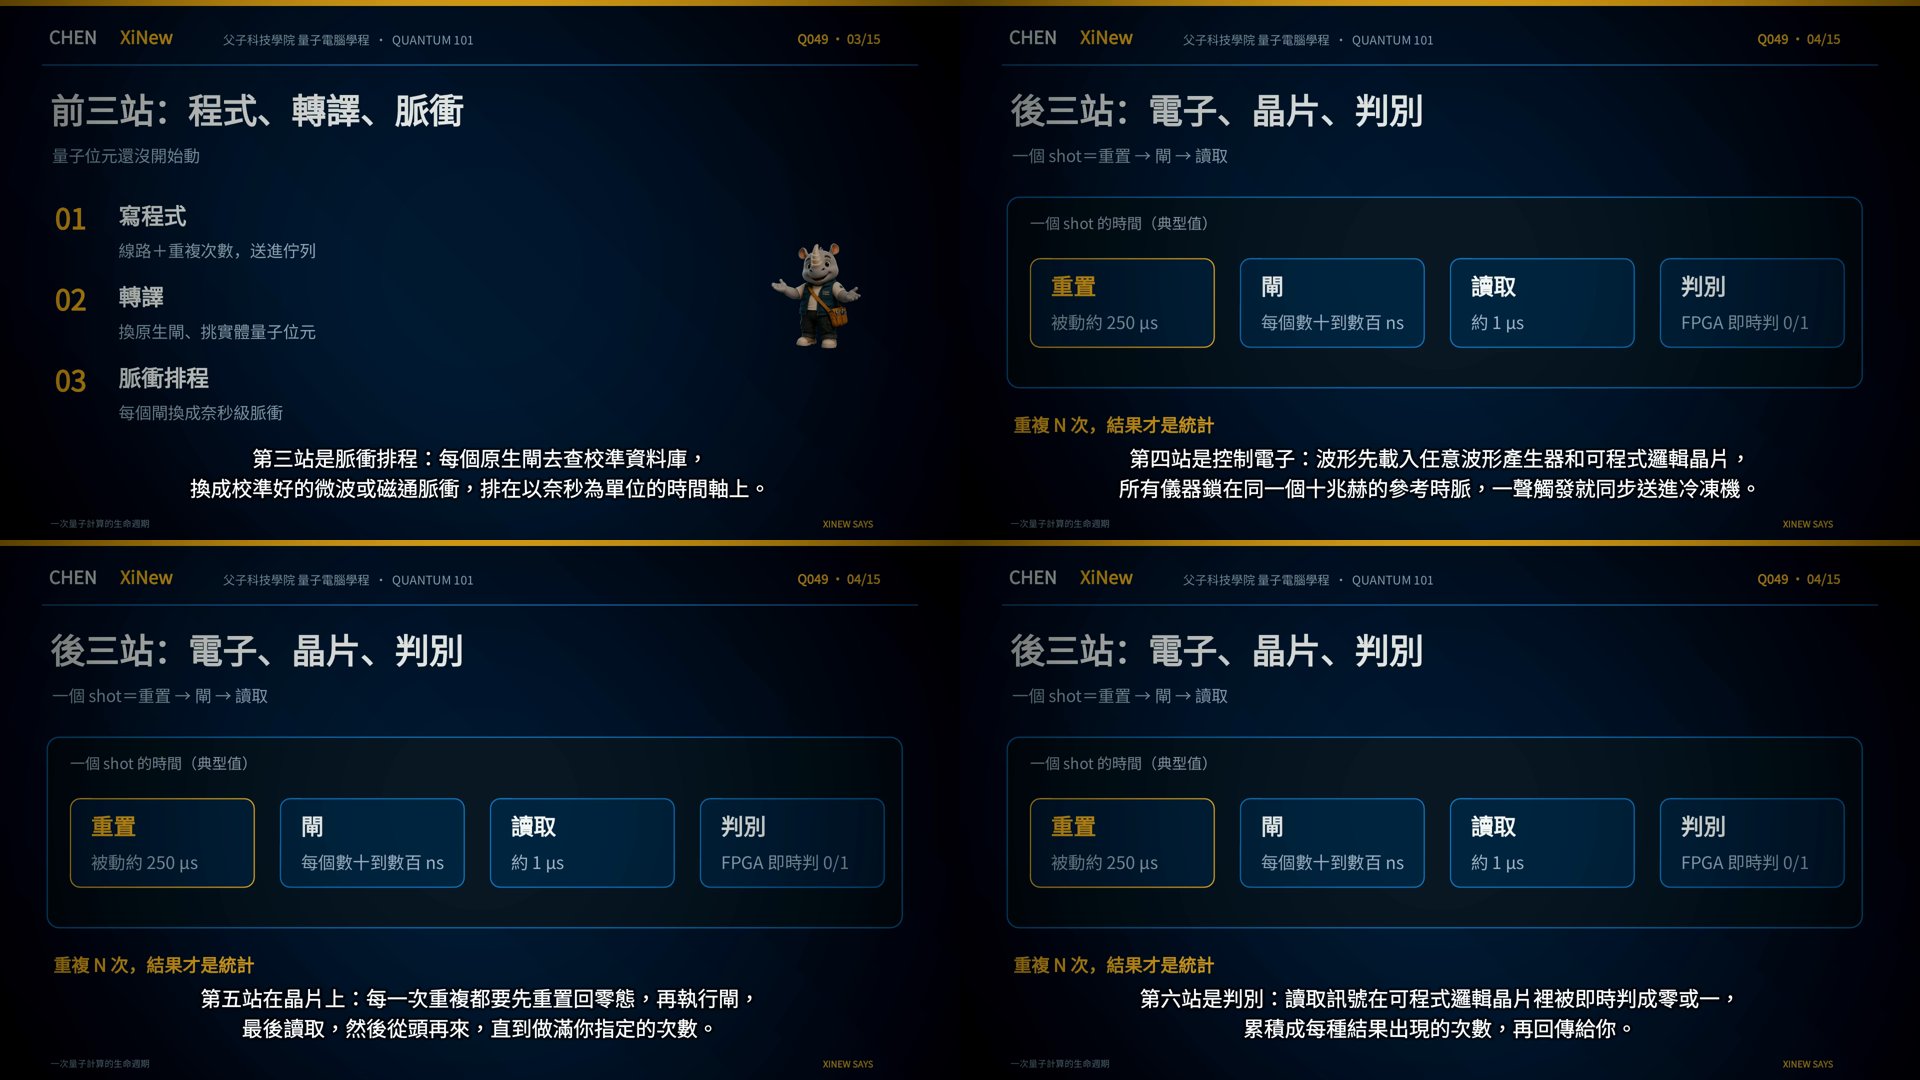 CHEN XiNew 父子科技學院 量子電腦學程 · QUANTUM 101 Q049 · 03/15
前三站：程式、轉譯、脈衝
量子位元還沒開始動
01 寫程式
線路＋重複次數，送進佇列
02 轉譯
換原生閘、挑實體量子位元
03 脈衝排程
每個閘換成奈秒級脈衝
第三站是脈衝排程：每個原生閘去查校準資料庫，
換成校準好的微波或磁通脈衝，排在以奈秒為單位的時間軸上。
一次量子計算的生命週期 XINEW SAYS
CHEN XiNew 父子科技學院 量子電腦學程 · QUANTUM 101 Q049 · 04/15
後三站：電子、晶片、判別
一個 shot＝重置 → 閘 → 讀取
一個 shot 的時間（典型值）
重置 閘 讀取 判別
被動約 250 µs 每個數十到數百 ns 約 1 µs FPGA 即時判 0/1
重複 N 次，結果才是統計
第四站是控制電子：波形先載入任意波形產生器和可程式邏輯晶片，
所有儀器鎖在同一個十兆赫的參考時脈，一聲觸發就同步送進冷凍機。
一次量子計算的生命週期 XINEW SAYS
CHEN XiNew 父子科技學院 量子電腦學程 · QUANTUM 101 Q049 · 04/15
後三站：電子、晶片、判別
一個 shot＝重置 → 閘 → 讀取
一個 shot 的時間（典型值）
重置 閘 讀取 判別
被動約 250 µs 每個數十到數百 ns 約 1 µs FPGA 即時判 0/1
重複 N 次，結果才是統計
第五站在晶片上：每一次重複都要先重置回零態，再執行閘，
最後讀取，然後從頭再來，直到做滿你指定的次數。
一次量子計算的生命週期 XINEW SAYS
CHEN XiNew 父子科技學院 量子電腦學程 · QUANTUM 101 Q049 · 04/15
後三站：電子、晶片、判別
一個 shot＝重置 → 閘 → 讀取
一個 shot 的時間（典型值）
重置 閘 讀取 判別
被動約 250 µs 每個數十到數百 ns 約 1 µs FPGA 即時判 0/1
重複 N 次，結果才是統計
第六站是判別：讀取訊號在可程式邏輯晶片裡被即時判成零或一，
累積成每種結果出現的次數，再回傳給你。
一次量子計算的生命週期 XINEW SAYS